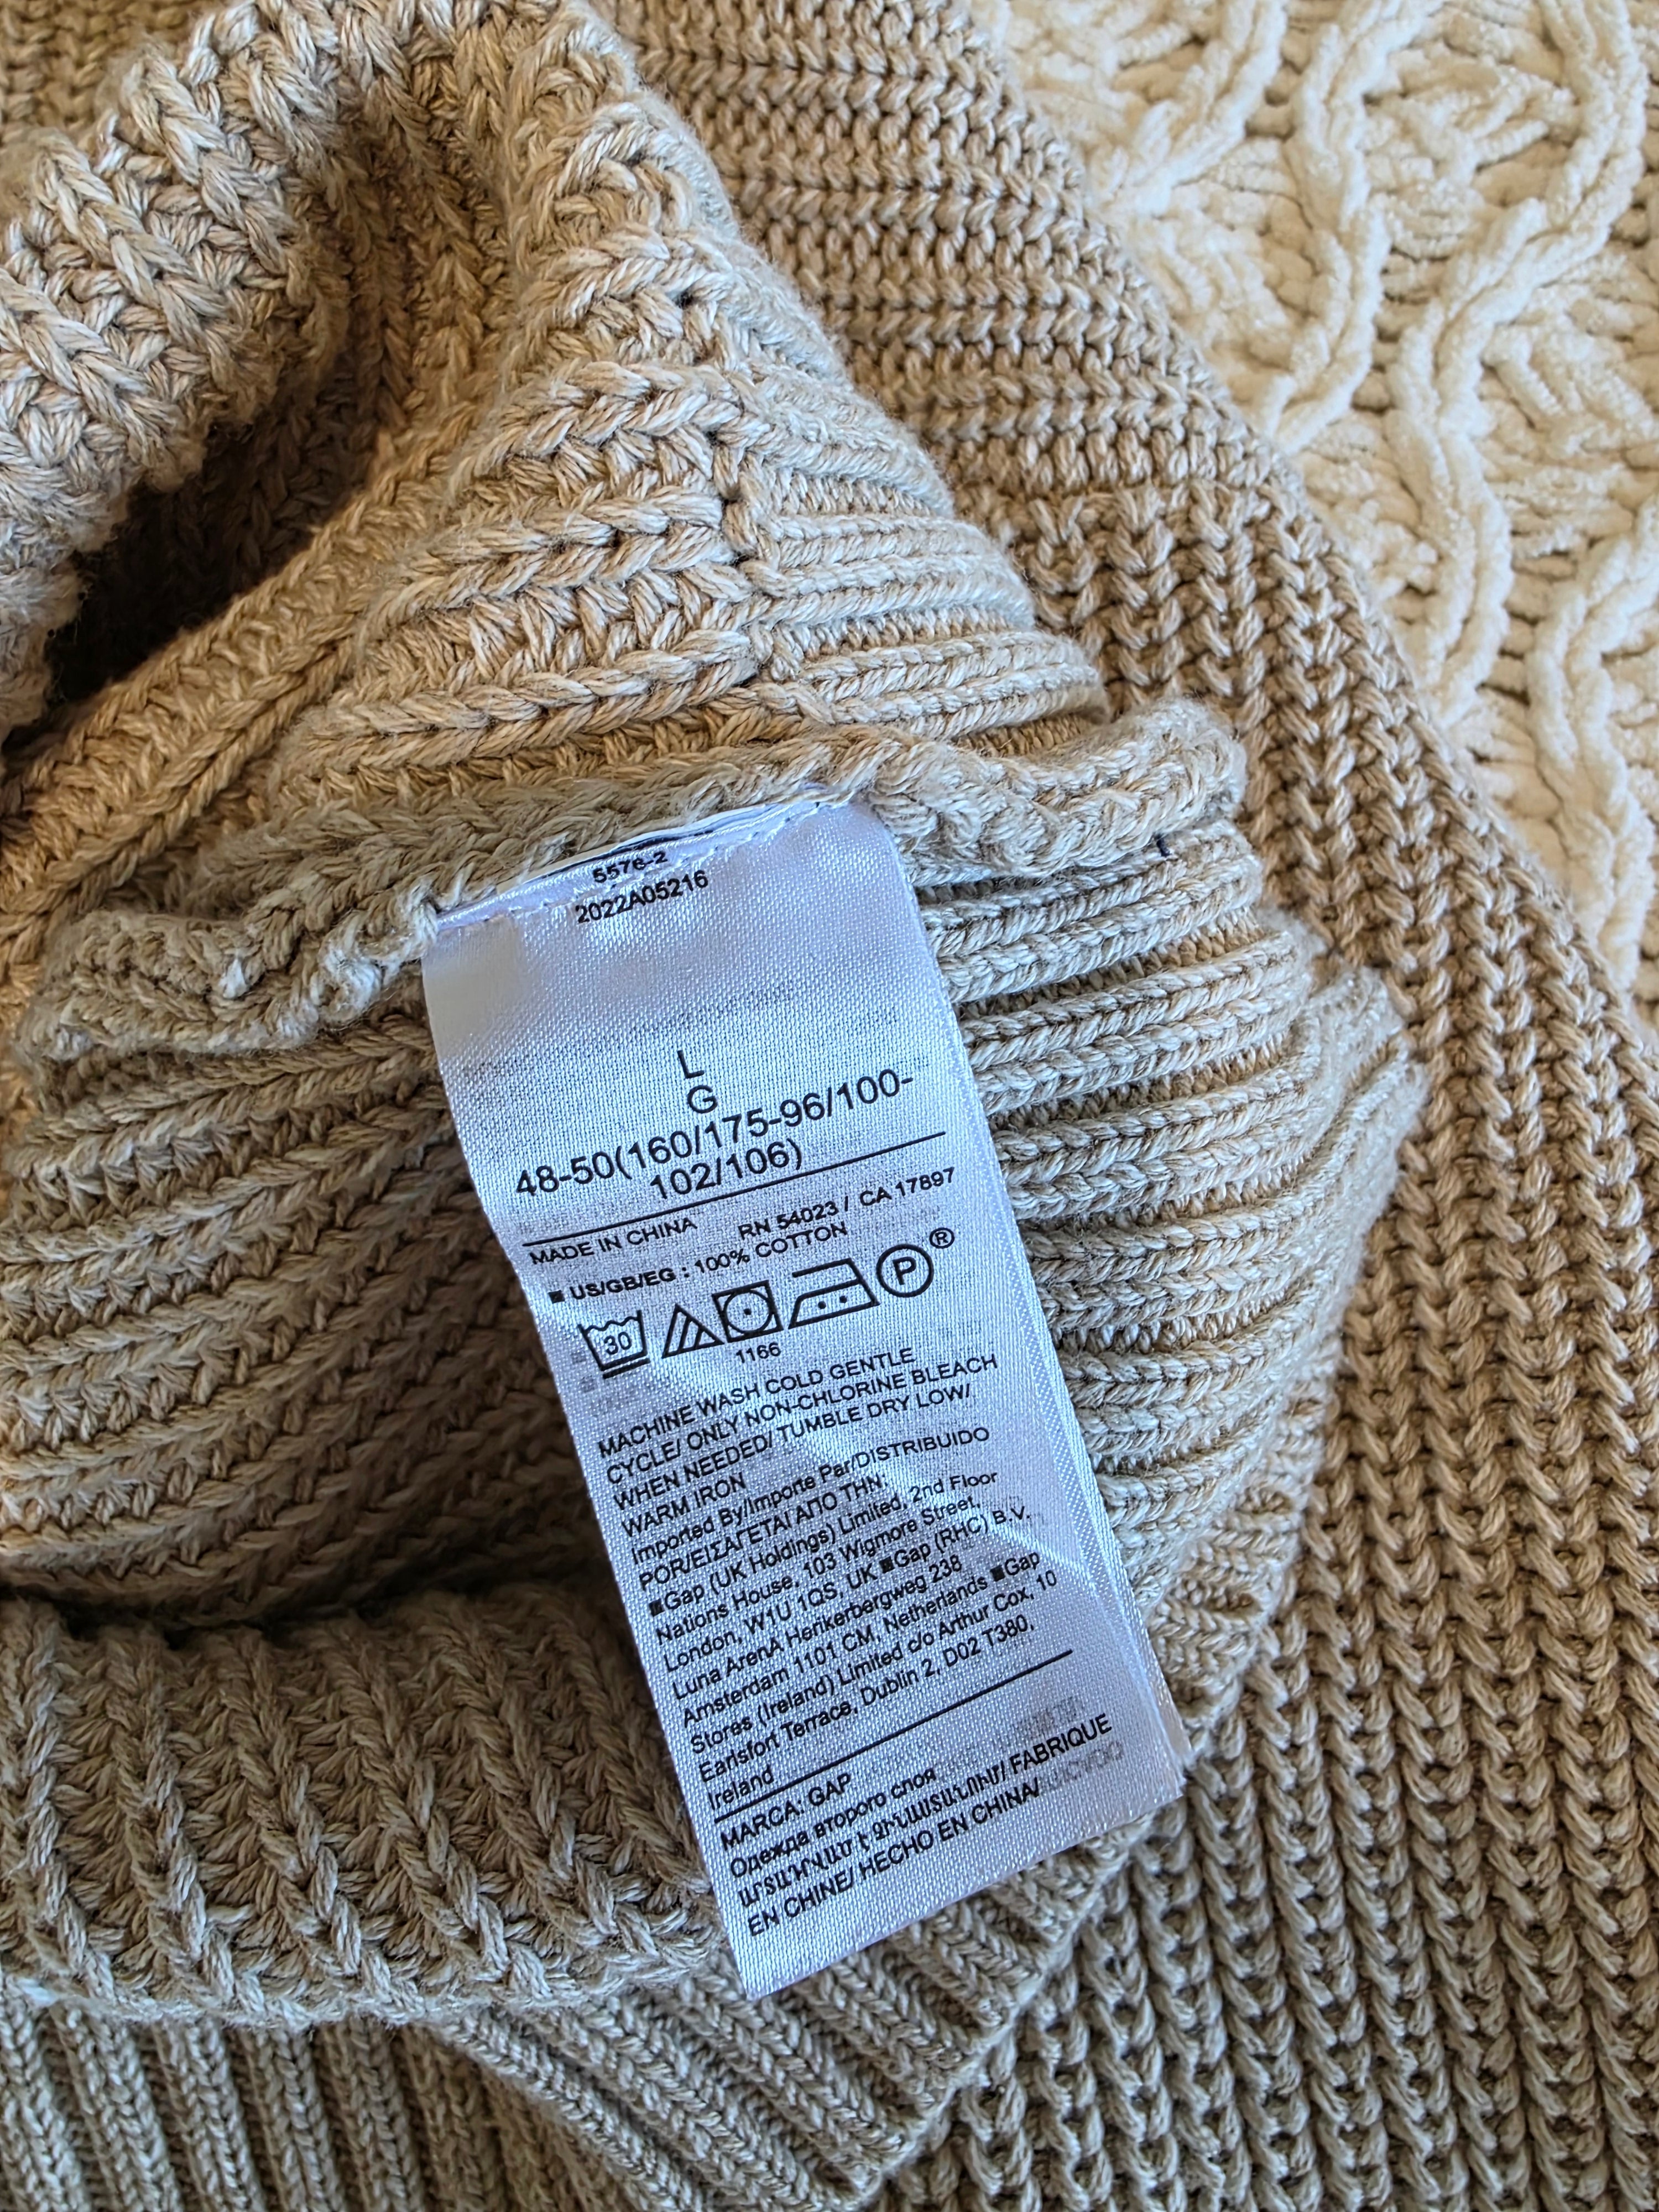 5576-2
2022A05216
L
G
48-50(160/175-96/100-
102/106)
MADE IN CHINA RN 54023 / CA 17897
■ US/GB/EG : 100% COTTON
30 P ®
1166
MACHINE WASH COLD GENTLE
CYCLE/ ONLY NON-CHLORINE BLEACH
WHEN NEEDED/ TUMBLE DRY LOW/
WARM IRON
Imported By/Importe Par/DISTRIBUIDO
POR/ΕΙΣΑΓΕΤΑΙ ΑΠΟ ΤΗΝ:
■Gap (UK Holdings) Limited, 2nd Floor
Nations House, 103 Wigmore Street,
London, W1U 1QS, UK ■Gap (RHC) B.V.
Luna ArenA Herikerbergweg 238
Amsterdam 1101 CM, Netherlands ■Gap
Stores (Ireland) Limited c/o Arthur Cox, 10
Earlsfort Terrace, Dublin 2, D02 T380,
Ireland
MARCA: GAP
Одежда второго слоя
ԱՐՏԱԴՐՎԱԾ Է ՉԻՆԱՍՏԱՆՈՒՄ/ FABRIQUE
EN CHINE/ HECHO EN CHINA/